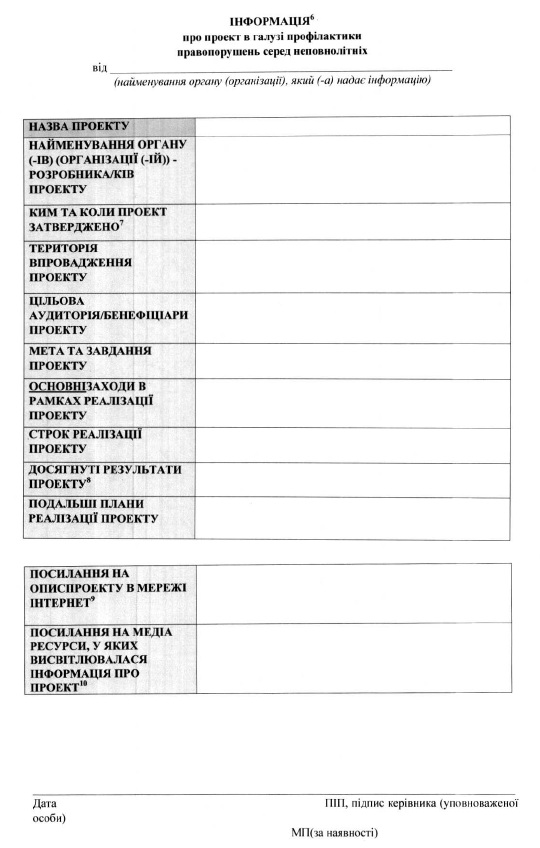 ІНФОРМАЦІЯ6
про проект в галузі профілактики
правопорушень серед неповнолітніх
від
(найменування органу (організації), який (-а) надає інформацію)
НАЗВА ПРОЕКТУ
НАЙМЕНУВАННЯ ОРГАНУ
(-ІВ) (ОРГАНІЗАЦІЇ (-ІЙ)) -
РОЗРОБНИКА/КІВ
ПРОЕКТУ
КИМ ТА КОЛИ ПРОЕКТ
ЗАТВЕРДЖЕНО7
ТЕРИТОРІЯ
ВПРОВАДЖЕННЯ
ПРОЕКТУ
ЦІЛЬОВА
АУДИТОРІЯ/БЕНЕФІЦІАРИ
ПРОЕКТУ
МЕТА ТА ЗАВДАННЯ
ПРОЕКТУ
ОСНОВНІЗАХОДИ В
РАМКАХ РЕАЛІЗАЦІЇ
ПРОЕКТУ
СТРОК РЕАЛІЗАЦІЇ
ПРОЕКТУ
ДОСЯГНУТІ РЕЗУЛЬТАТИ
ПРОЕКТУ8
ПОДАЛЬШІ ПЛАНИ
РЕАЛІЗАЦІЇ ПРОЕКТУ
ПОСИЛАННЯ НА
ОПИСПРОЕКТУ В МЕРЕЖІ
ІНТЕРНЕТ9
ПОСИЛАННЯ НА МЕДІА
РЕСУРСИ, У ЯКИХ
ВИСВІТЛЮВАЛАСЯ
ІНФОРМАЦІЯ ПРО
ПРОЕКТ10
Дата ПІП, підпис керівника (уповноваженої
особи)
МП(за наявності)